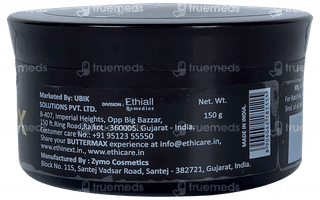 truemeds
Marketed By: UBIK
SOLUTIONS PVT. LTD.
DIVISION : Ethiall
Remedies
Net Wt.
150 g
B-407, Imperial Heights, Opp Big Bazzar,
150 ft.Ring Road,Rajkot - 360005. Gujarat - India.
Customer care No.: +91 95123 55550
Share your BUTTERMAX experience at info@ethicare.in,
www.ethinext.in, www.ethicare.in
Manufactured By : Zymo Cosmetics
Block No. 115, Santej Vadsar Road, Santej - 382721, Gujarat, India.
MADE IN INDIA.